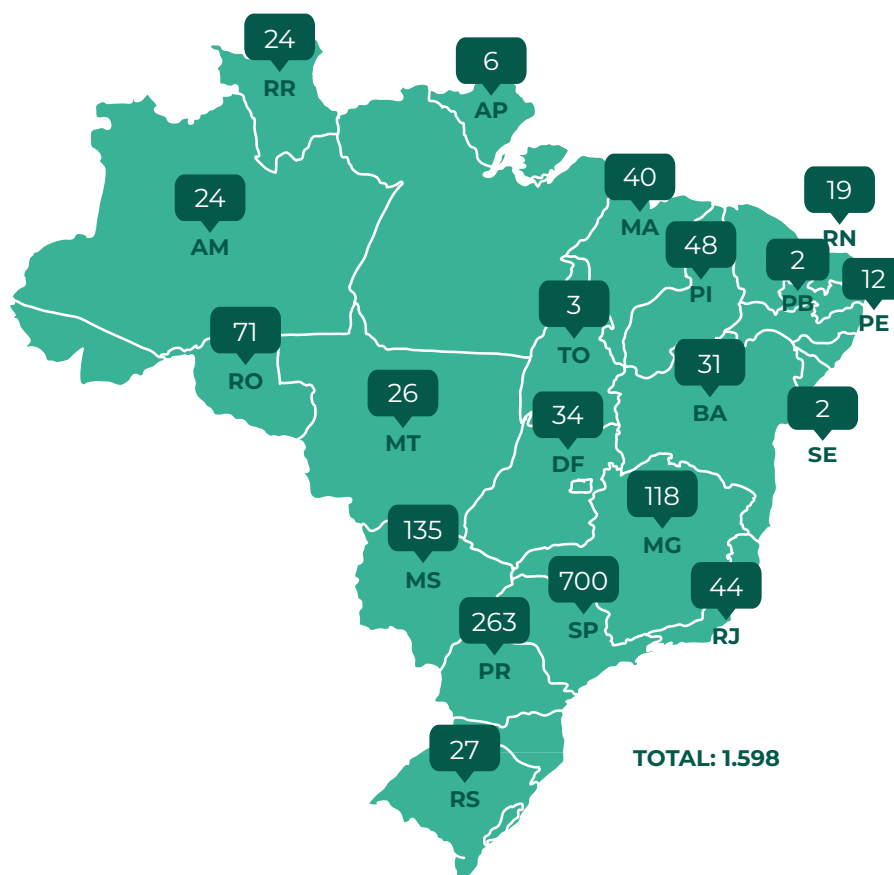 24
RR
6
AP
40
MA
19
RN
24
AM
48
PI
2
PB
12
PE
3
TO
71
RO
31
BA
26
MT
34
DF
2
SE
118
MG
135
MS
700
SP
44
RJ
263
PR
27
RS
TOTAL: 1.598